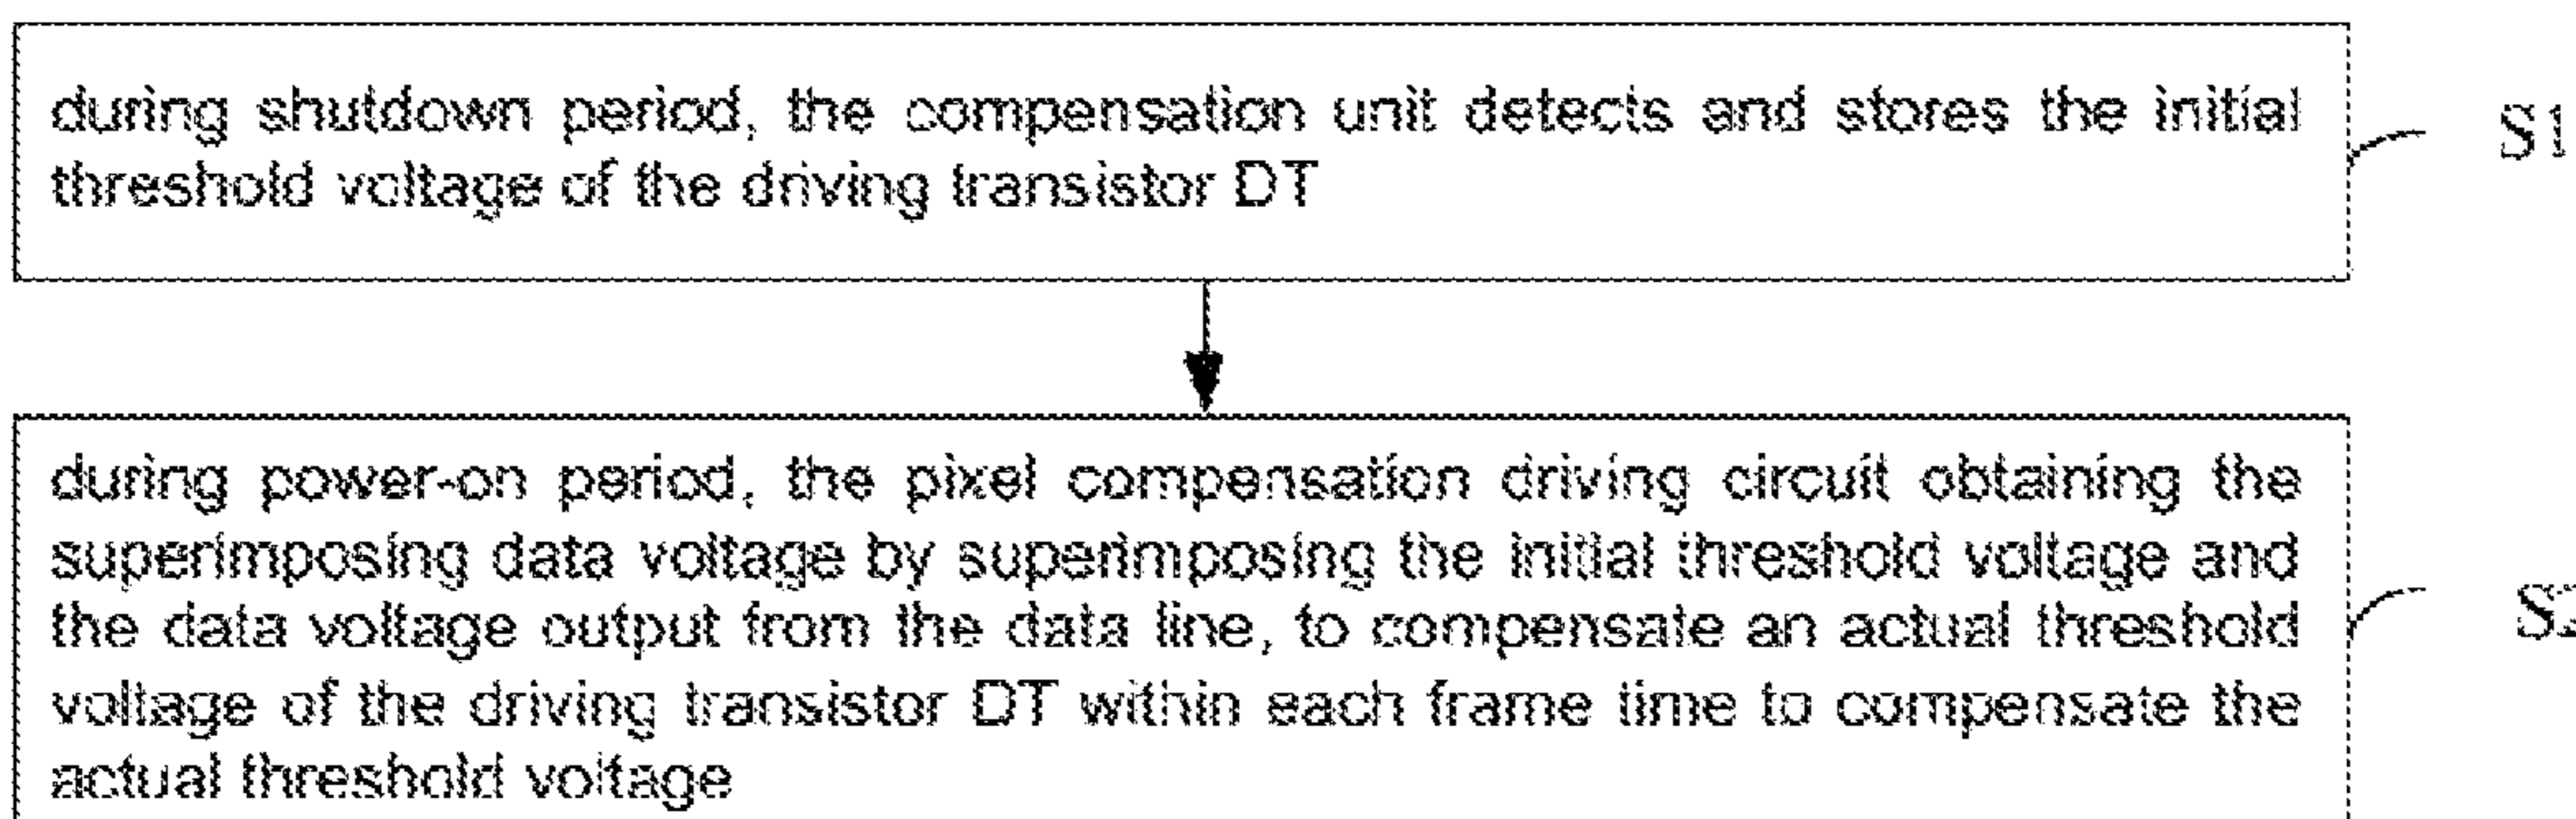 during shutdown period, the compensation unit detects and stores the initial
threshold voltage of the driving transistor DT
S1
during power-on period, the pixel compensation driving circuit obtaining the
superimposing data voltage by superimposing the initial threshold voltage and
the data voltage output from the data line, to compensate an actual threshold
voltage of the driving transistor DT within each frame time to compensate the
actual threshold voltage
S2